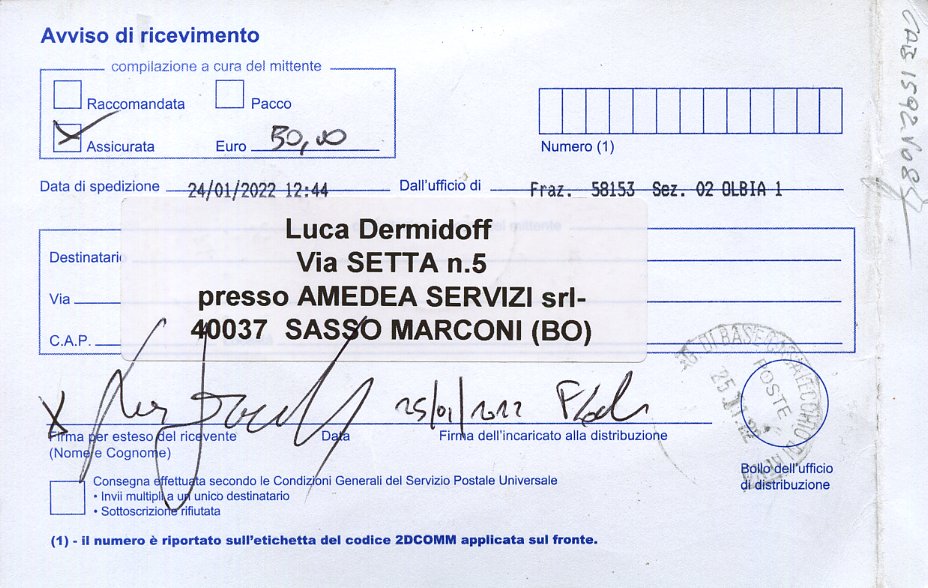 Avviso di ricevimento
compilazione a cura del mittente
Raccomandata Pacco
Assicurata Euro 50,00
Numero (1)
Data di spedizione 24/01/2022 12:44 Dall'ufficio di Fraz. 58153 Sez. 02 OLBIA 1
Luca Dermidoff
Destinatario Via SETTA n.5
Via presso AMEDEA SERVIZI srl-
C.A.P. 40037 SASSO MARCONI (BO)
25/01/2022
Firma per esteso del ricevente Data Firma dell'incaricato alla distribuzione
(Nome e Cognome)
POSTE
Bollo dell'ufficio
di distribuzione
Consegna effettuata secondo le Condizioni Generali del Servizio Postale Universale
• Invii multipli a un unico destinatario
• Sottoscrizione rifiutata
(1) - il numero è riportato sull'etichetta del codice 2DCOMM applicata sul fronte.